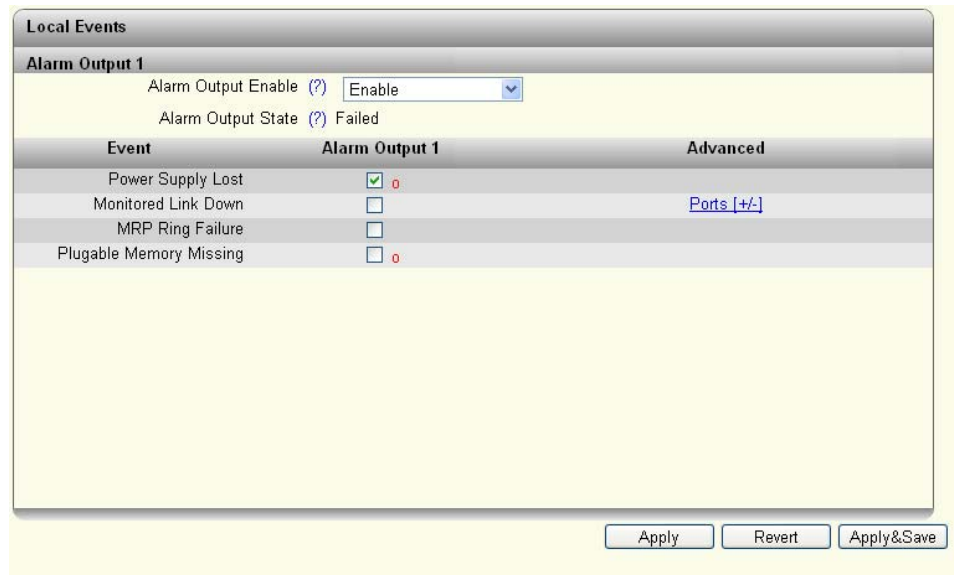 Local Events
Alarm Output 1
Alarm Output Enable (?) Enable
Alarm Output State (?) Failed
Event Alarm Output 1 Advanced
Power Supply Lost o
Monitored Link Down Ports [+/-]
MRP Ring Failure
Plugable Memory Missing o
Apply Revert Apply&Save